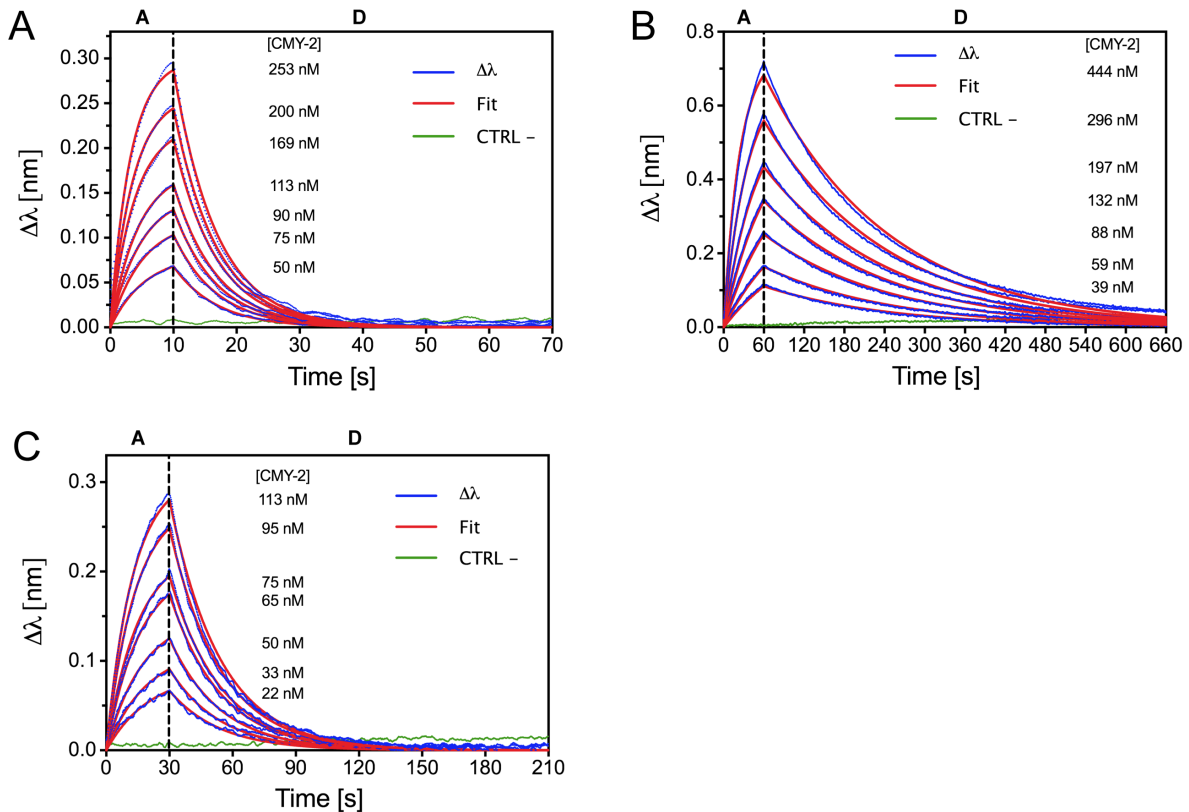 A
A D
[CMY-2]
253 nM
200 nM
169 nM
113 nM
90 nM
75 nM
50 nM
Δλ
Fit
CTRL –
Δλ [nm]
0.30
0.25
0.20
0.15
0.10
0.05
0.00
0 10 20 30 40 50 60 70
Time [s]
B
A D
[CMY-2]
444 nM
296 nM
197 nM
132 nM
88 nM
59 nM
39 nM
Δλ
Fit
CTRL –
Δλ [nm]
0.8
0.6
0.4
0.2
0.0
0 60 120 180 240 300 360 420 480 540 600 660
Time [s]
C
A D
[CMY-2]
113 nM
95 nM
75 nM
65 nM
50 nM
33 nM
22 nM
Δλ
Fit
CTRL –
Δλ [nm]
0.3
0.2
0.1
0.0
0 30 60 90 120 150 180 210
Time [s]